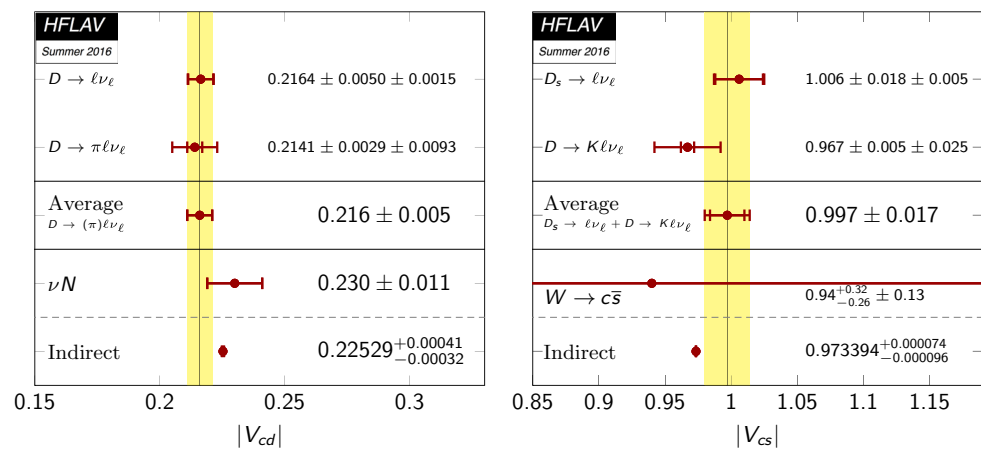 HFLAV
Summer 2016
D → ℓν_ℓ 0.2164 ± 0.0050 ± 0.0015
D → πℓν_ℓ 0.2141 ± 0.0029 ± 0.0093
Average
D → (π)ℓν_ℓ
0.216 ± 0.005
νN 0.230 ± 0.011
Indirect 0.22529^{+0.00041}_{−0.00032}
0.15 0.2 0.25 0.3
|V_{cd}|
HFLAV
Summer 2016
D_s → ℓν_ℓ 1.006 ± 0.018 ± 0.005
D → Kℓν_ℓ 0.967 ± 0.005 ± 0.025
Average
D_s → ℓν_ℓ + D → Kℓν_ℓ
0.997 ± 0.017
W → cs̄ 0.94^{+0.32}_{−0.26} ± 0.13
Indirect 0.973394^{+0.000074}_{−0.000096}
0.85 0.9 0.95 1 1.05 1.1 1.15
|V_{cs}|